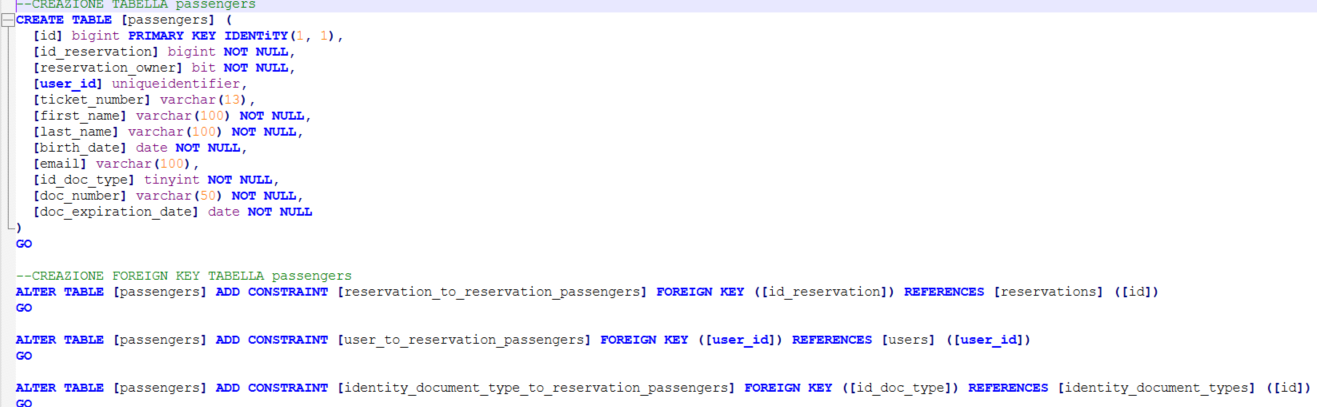 --CREAZIONE TABELLA passengers
CREATE TABLE [passengers] (
[id] bigint PRIMARY KEY IDENTiTY(1, 1),
[id_reservation] bigint NOT NULL,
[reservation_owner] bit NOT NULL,
[user_id] uniqueidentifier,
[ticket_number] varchar(13),
[first_name] varchar(100) NOT NULL,
[last_name] varchar(100) NOT NULL,
[birth_date] date NOT NULL,
[email] varchar(100),
[id_doc_type] tinyint NOT NULL,
[doc_number] varchar(50) NOT NULL,
[doc_expiration_date] date NOT NULL
)
GO
--CREAZIONE FOREIGN KEY TABELLA passengers
ALTER TABLE [passengers] ADD CONSTRAINT [reservation_to_reservation_passengers] FOREIGN KEY ([id_reservation]) REFERENCES [reservations] ([id])
GO
ALTER TABLE [passengers] ADD CONSTRAINT [user_to_reservation_passengers] FOREIGN KEY ([user_id]) REFERENCES [users] ([user_id])
GO
ALTER TABLE [passengers] ADD CONSTRAINT [identity_document_type_to_reservation_passengers] FOREIGN KEY ([id_doc_type]) REFERENCES [identity_document_types] ([id])
GO